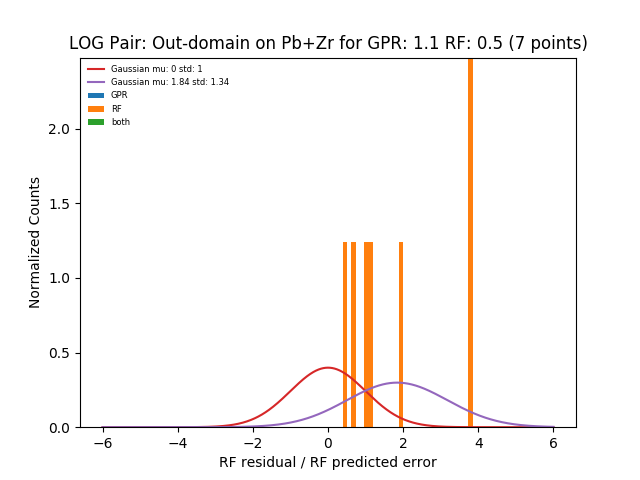 LOG Pair: Out-domain on Pb+Zr for GPR: 1.1 RF: 0.5 (7 points)
Gaussian mu: 0 std: 1
Gaussian mu: 1.84 std: 1.34
GPR
RF
both
Normalized Counts
2.0
1.5
1.0
0.5
0.0
−6
−4
−2
0
2
4
6
RF residual / RF predicted error